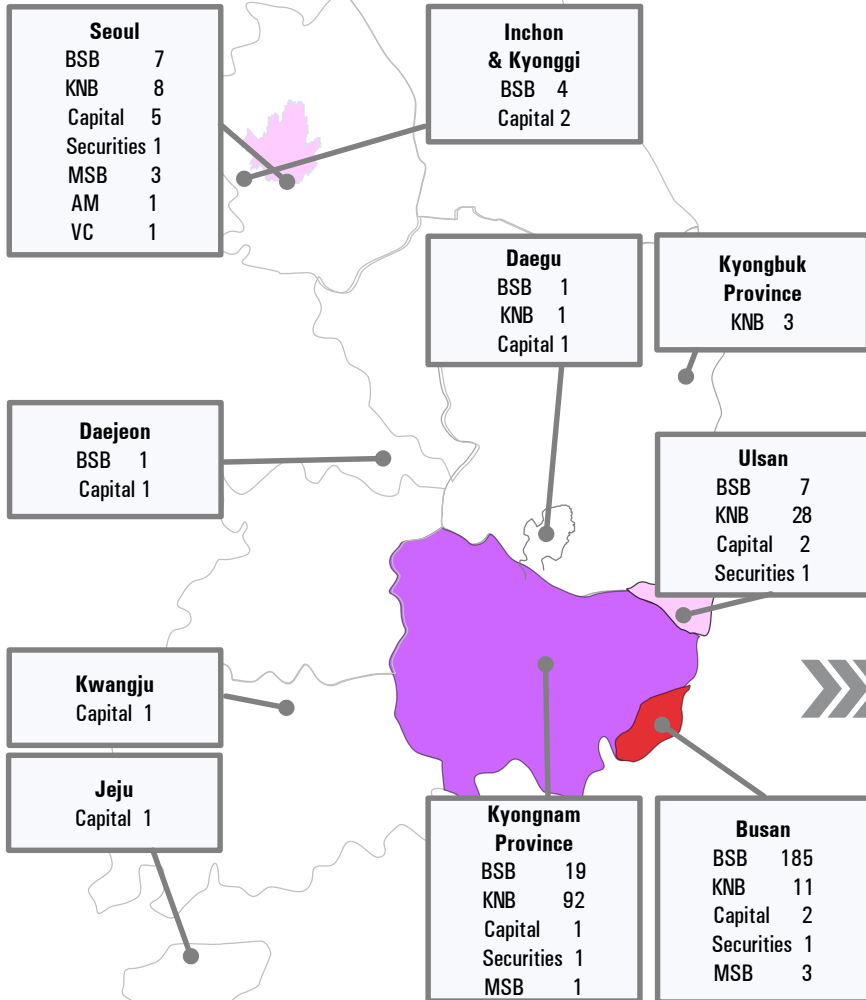 Seoul
BSB 7
KNB 8
Capital 5
Securities 1
MSB 3
AM 1
VC 1
Inchon
& Kyonggi
BSB 4
Capital 2
Daegu
BSB 1
KNB 1
Capital 1
Kyongbuk
Province
KNB 3
Daejeon
BSB 1
Capital 1
Ulsan
BSB 7
KNB 28
Capital 2
Securities 1
Kwangju
Capital 1
Jeju
Capital 1
Kyongnam
Province
BSB 19
KNB 92
Capital 1
Securities 1
MSB 1
Busan
BSB 185
KNB 11
Capital 2
Securities 1
MSB 3